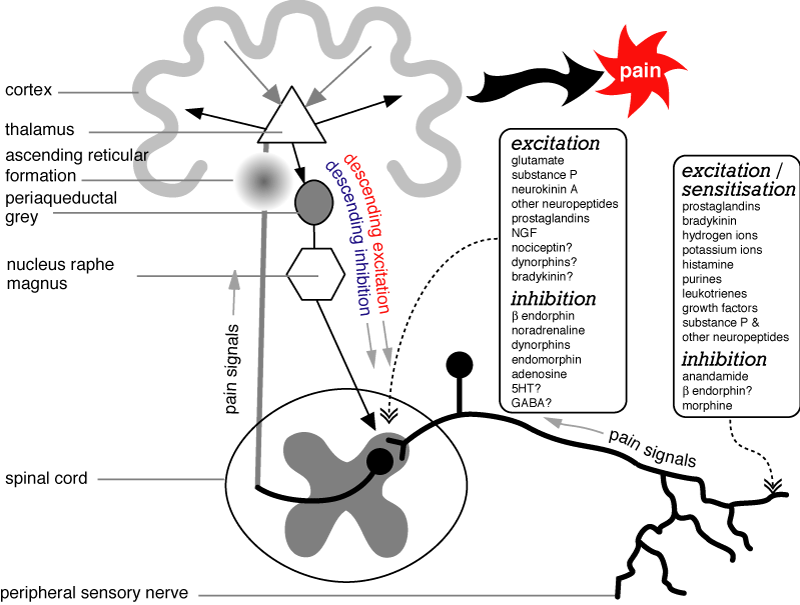 cortex
thalamus
ascending reticular
formation
periaqueductal
grey
nucleus raphe
magnus
spinal cord
peripheral sensory nerve
pain signals
descending excitation
descending inhibition
pain
excitation
glutamate
substance P
neurokinin A
other neuropeptides
prostaglandins
NGF
nociceptin?
dynorphins?
bradykinin?
inhibition
β endorphin
noradrenaline
dynorphins
endomorphin
adenosine
5HT?
GABA?
excitation /
sensitisation
prostaglandins
bradykinin
hydrogen ions
potassium ions
histamine
purines
leukotrienes
growth factors
substance P &
other neuropeptides
inhibition
anandamide
β endorphin?
morphine
pain signals